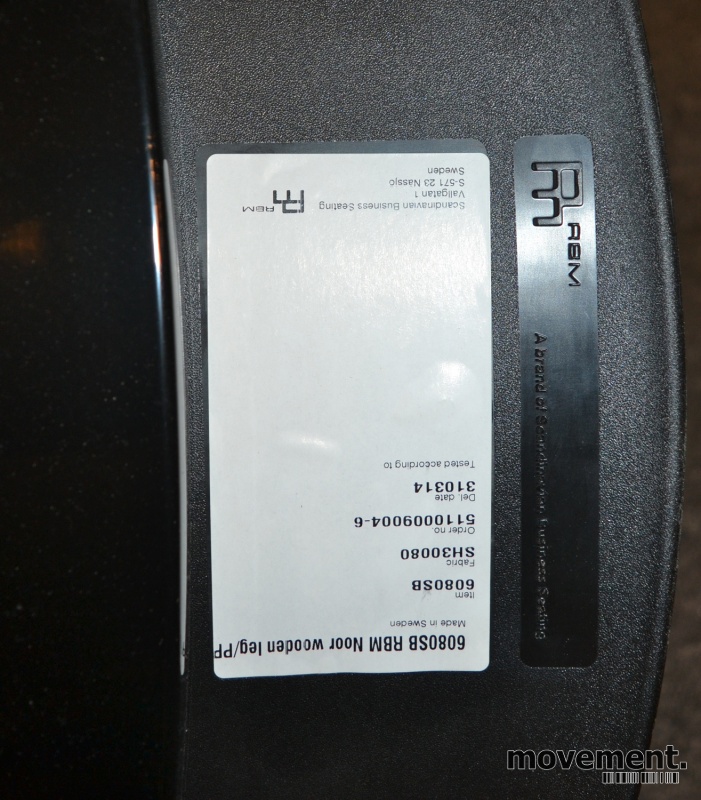 6080SB RBM Noor wooden leg/PP
Made in Sweden
Item
6080SB
Fabric
SH30080
Order no.
5110009004-6
Del. date
310314
Tested according to
Scandinavian Business Seating
Vallgatan 1
S-571 23 Nässjö
Sweden
RBM
RBM
A brand of Scandinavian Business Seating
movement.